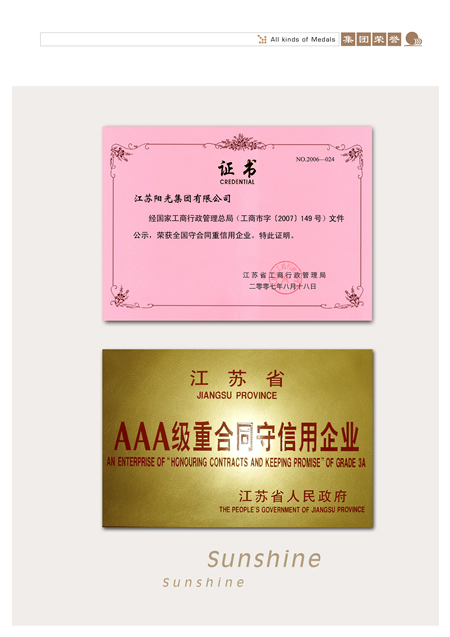 All kinds of Medals 集团荣誉
证书
NO.2006—024
CREDENTIAL
江苏阳光集团有限公司
经国家工商行政管理总局（工商市字〔2007〕149号）文件
公示，荣获全国守合同重信用企业。特此证明。
江苏省工商行政管理局
二零零七年八月十八日
江苏省
JIANGSU PROVINCE
AAA级重合同守信用企业
AN ENTERPRISE OF "HONOURING CONTRACTS AND KEEPING PROMISE" OF GRADE 3A
江苏省人民政府
THE PEOPLE'S GOVERNMENT OF JIANGSU PROVINCE
Sunshine
Sunshine